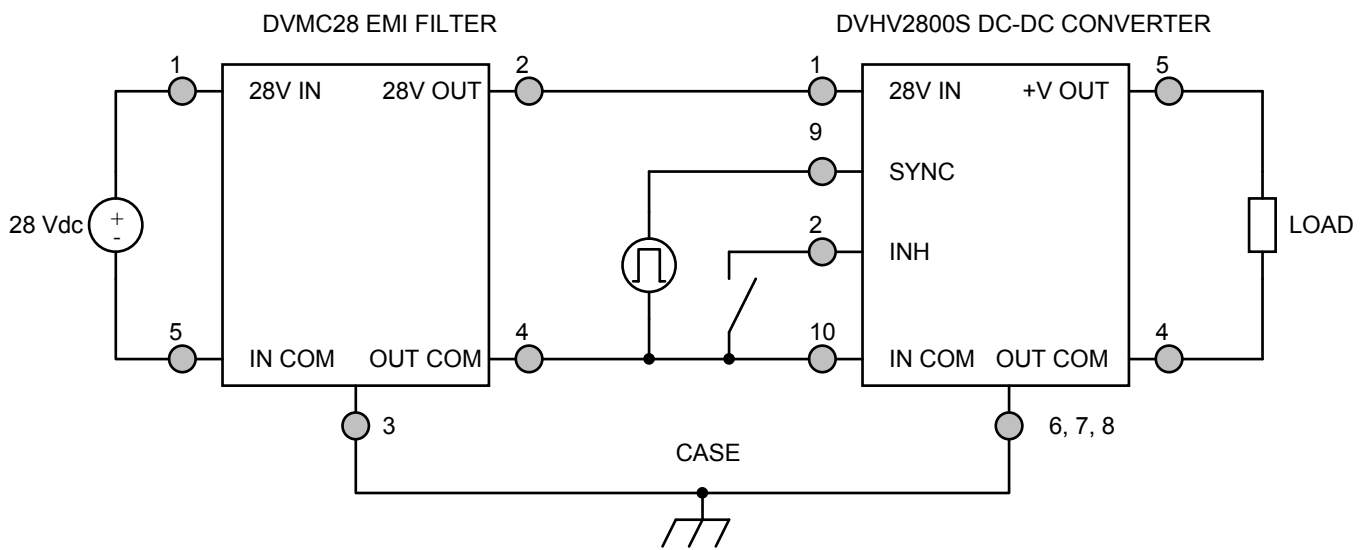 DVMC28 EMI FILTER
DVHV2800S DC-DC CONVERTER
1
2
1
5
28V IN
28V OUT
28V IN
+V OUT
9
SYNC
28 Vdc
+
-
2
INH
LOAD
5
4
10
4
IN COM
OUT COM
IN COM
OUT COM
3
6, 7, 8
CASE